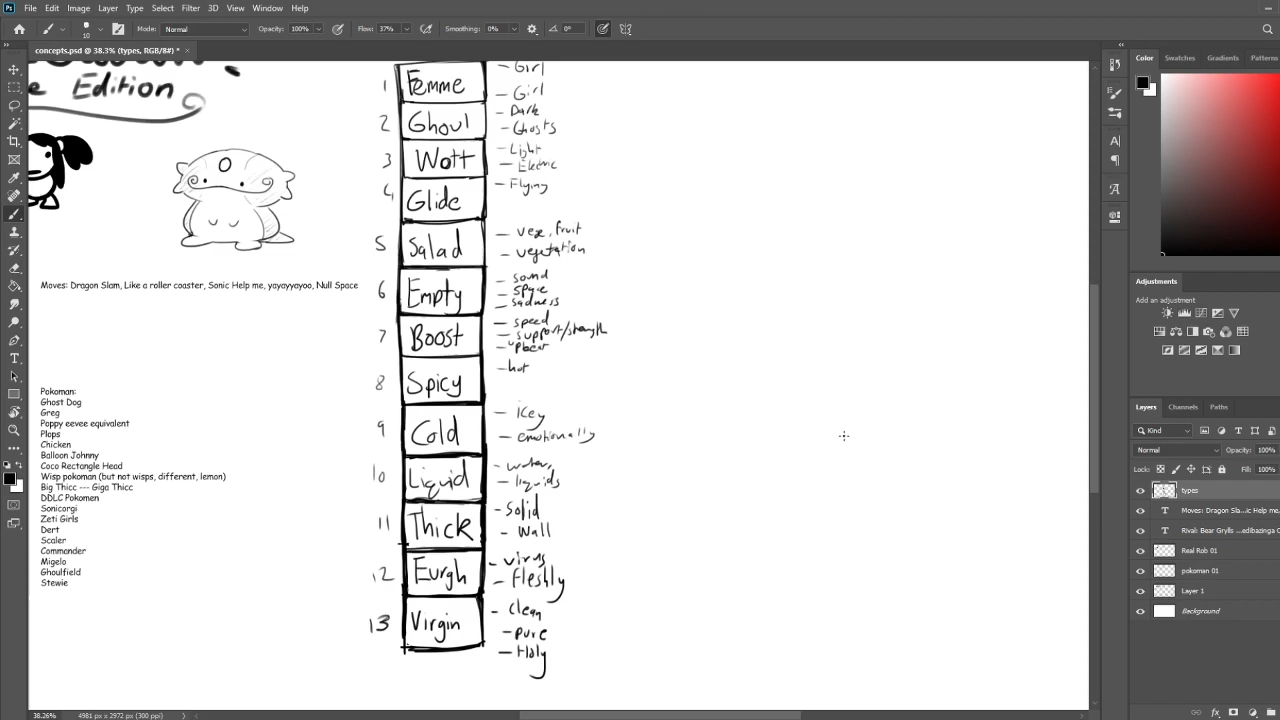 File Edit Image Layer Type Select Filter 3D View Window Help
10 Mode: Normal Opacity: 100% Flow: 37% Smoothing: 0% 0°
concepts.psd @ 38.3% (types, RGB/8#) * ×
e Edition
Moves: Dragon Slam, Like a roller coaster, Sonic Help me, yayayyayoo, Null Space
Pokoman:
Ghost Dog
Greg
Poppy eevee equivalent
Plops
Chicken
Balloon Johnny
Coco Rectangle Head
Wisp pokoman (but not wisps, different, lemon)
Big Thicc --- Giga Thicc
DDLC Pokomen
Sonicorgi
Zeti Girls
Dert
Scaler
Commander
Migelo
Ghoulfield
Stewie
- Girl
1 Femme
- Girl
2 Ghoul
- Dark
- Ghosts
3 Wott
- Light
- Electric
4 Glide
- Flying
5 Salad
- veg, fruit
- vegetation
6 Empty
- sound
- space
- sadness
7 Boost
- speed
- support/strength
- upbeat
8 Spicy
- hot
9 Cold
- Icey
- emotionally
10 Liquid
- water,
- liquids
11 Thick
- solid
- Wall
12 Eurgh
- virus
- Fleshly
13 Virgin
- clean
- pure
- Holy
Color Swatches Gradients Patterns
Adjustments
Add an adjustment
Layers Channels Paths
Kind
Normal Opacity: 100%
Lock: Fill: 100%
types
Moves: Dragon Sla...ic Help me,
Rival: Bear Grylls ...edibazinga
Real Rob 01
pokoman 01
Layer 1
Background
38.26% 4981 px x 2972 px (300 ppi)